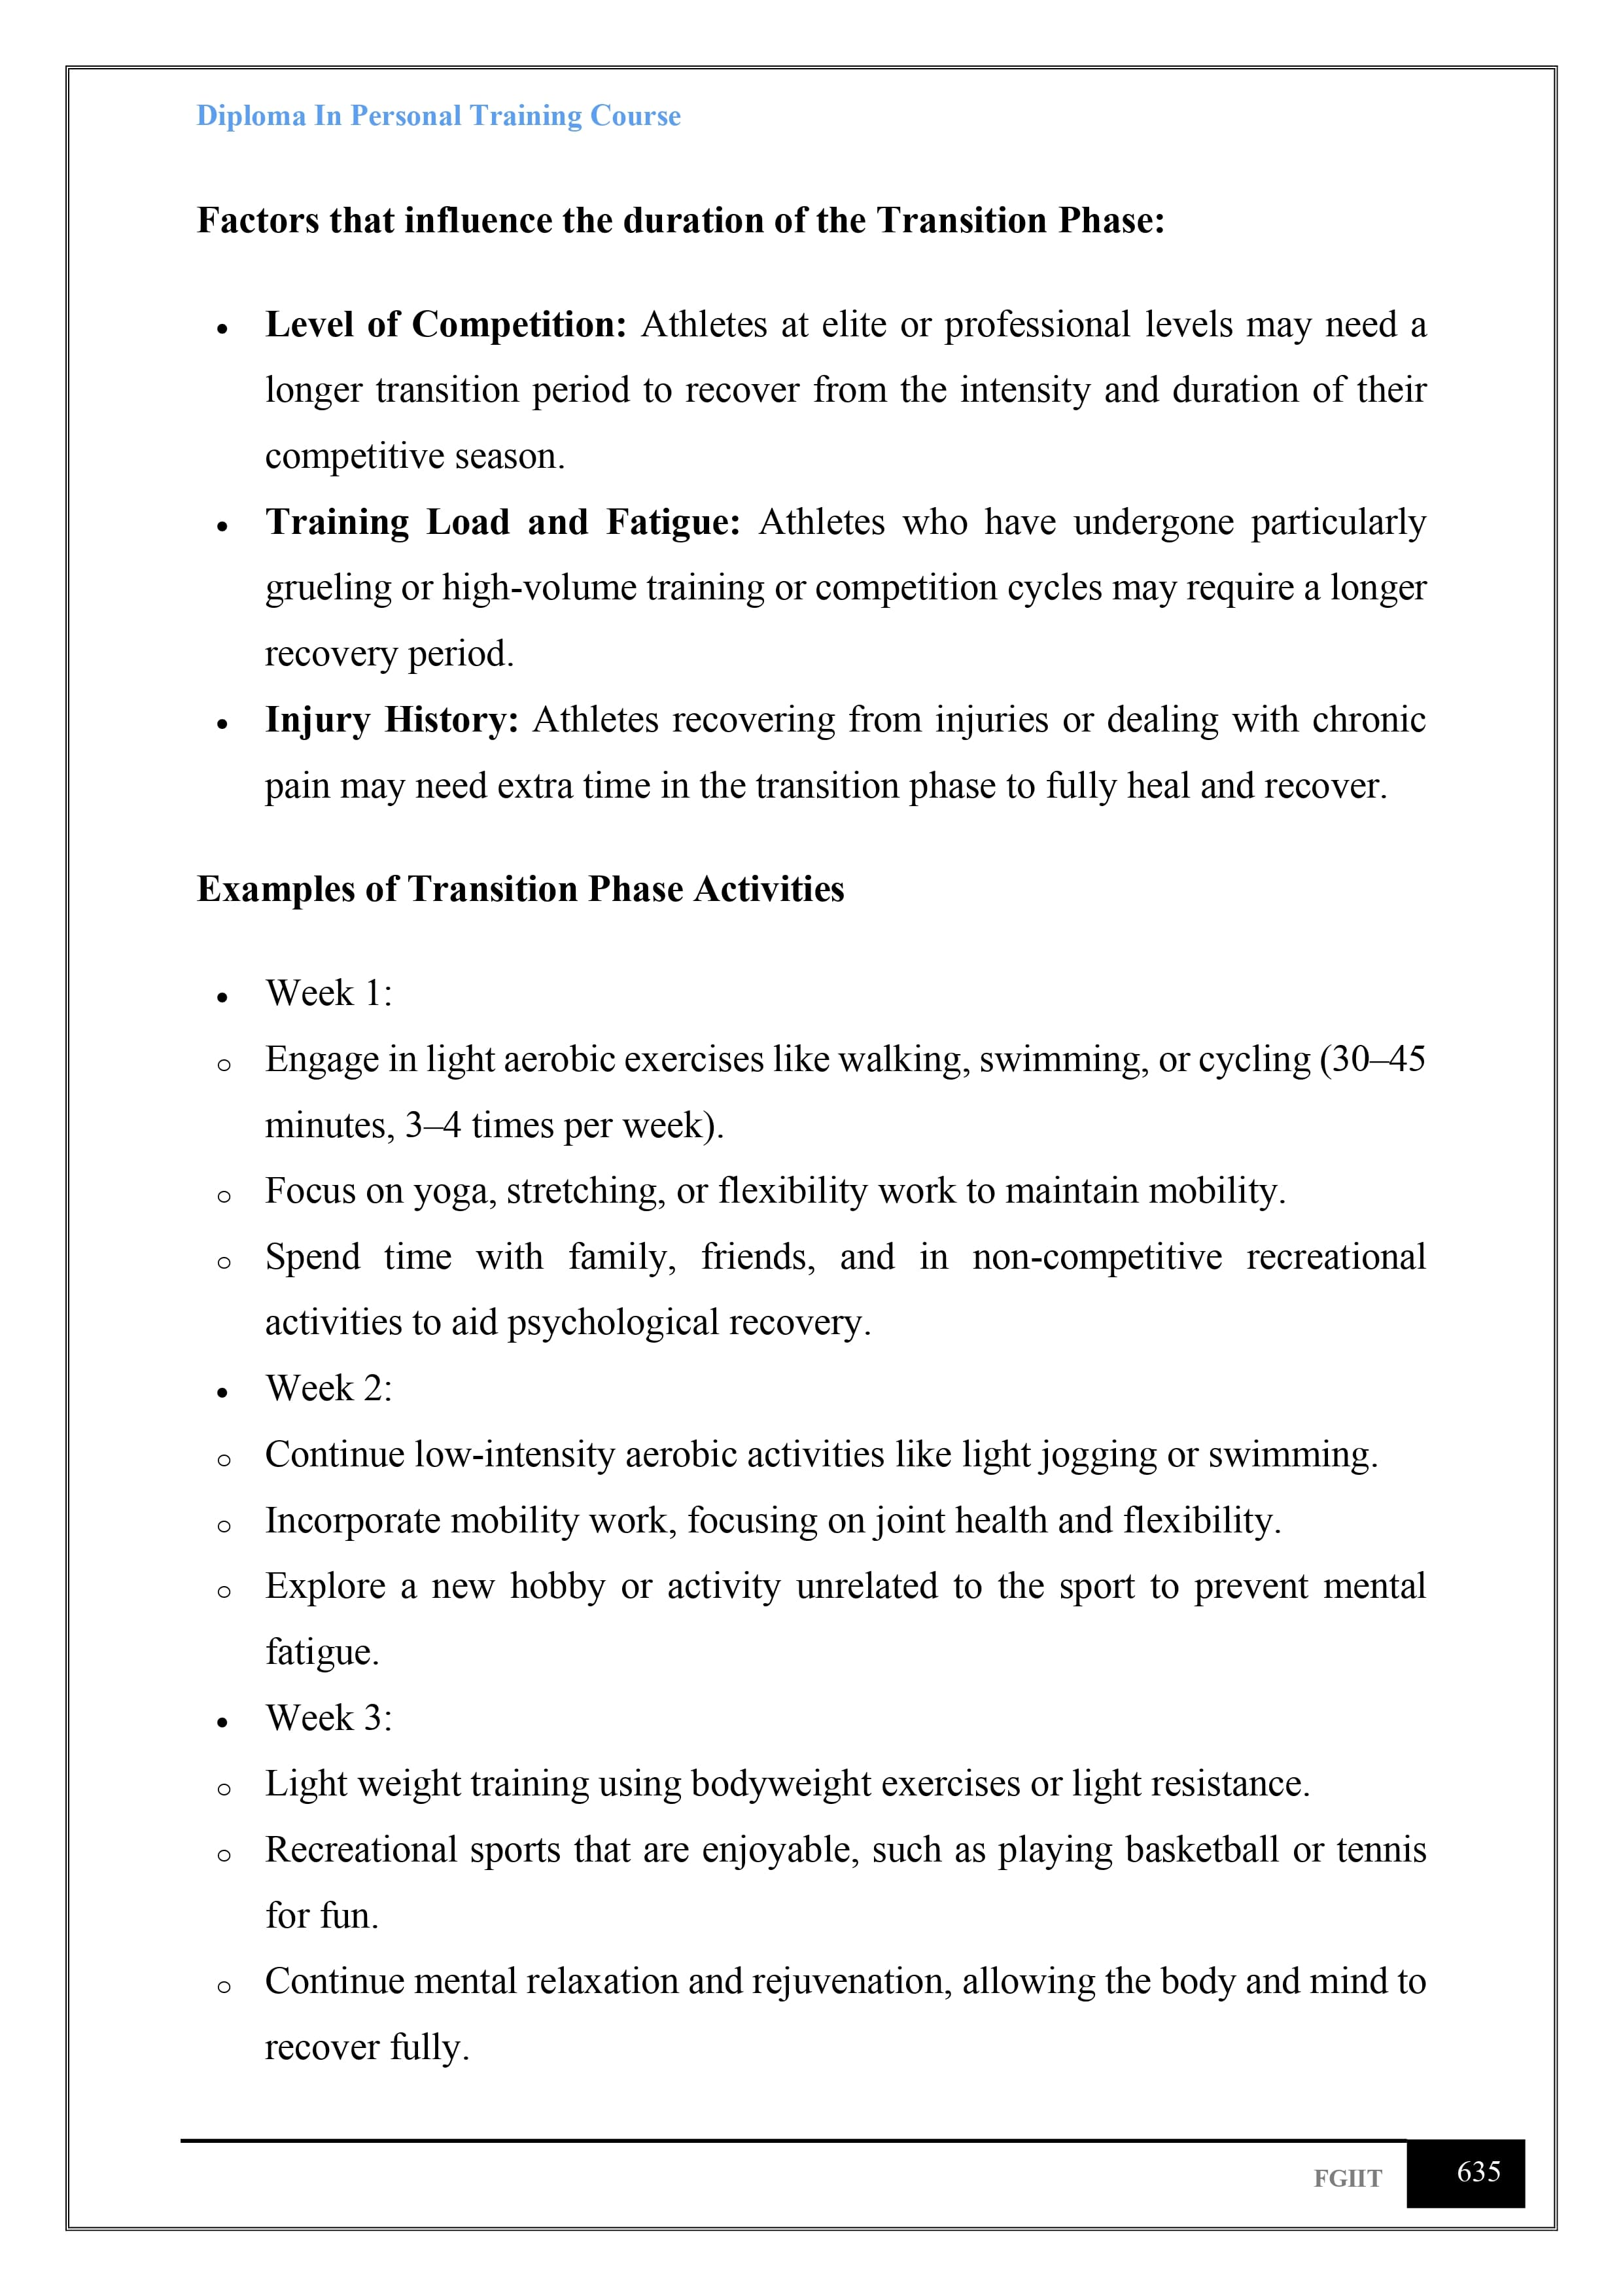 Diploma In Personal Training Course
Factors that influence the duration of the Transition Phase:
• Level of Competition: Athletes at elite or professional levels may need a
longer transition period to recover from the intensity and duration of their
competitive season.
• Training Load and Fatigue: Athletes who have undergone particularly
grueling or high-volume training or competition cycles may require a longer
recovery period.
• Injury History: Athletes recovering from injuries or dealing with chronic
pain may need extra time in the transition phase to fully heal and recover.
Examples of Transition Phase Activities
• Week 1:
o Engage in light aerobic exercises like walking, swimming, or cycling (30–45
minutes, 3–4 times per week).
o Focus on yoga, stretching, or flexibility work to maintain mobility.
o Spend time with family, friends, and in non-competitive recreational
activities to aid psychological recovery.
• Week 2:
o Continue low-intensity aerobic activities like light jogging or swimming.
o Incorporate mobility work, focusing on joint health and flexibility.
o Explore a new hobby or activity unrelated to the sport to prevent mental
fatigue.
• Week 3:
o Light weight training using bodyweight exercises or light resistance.
o Recreational sports that are enjoyable, such as playing basketball or tennis
for fun.
o Continue mental relaxation and rejuvenation, allowing the body and mind to
recover fully.
FGIIT 635